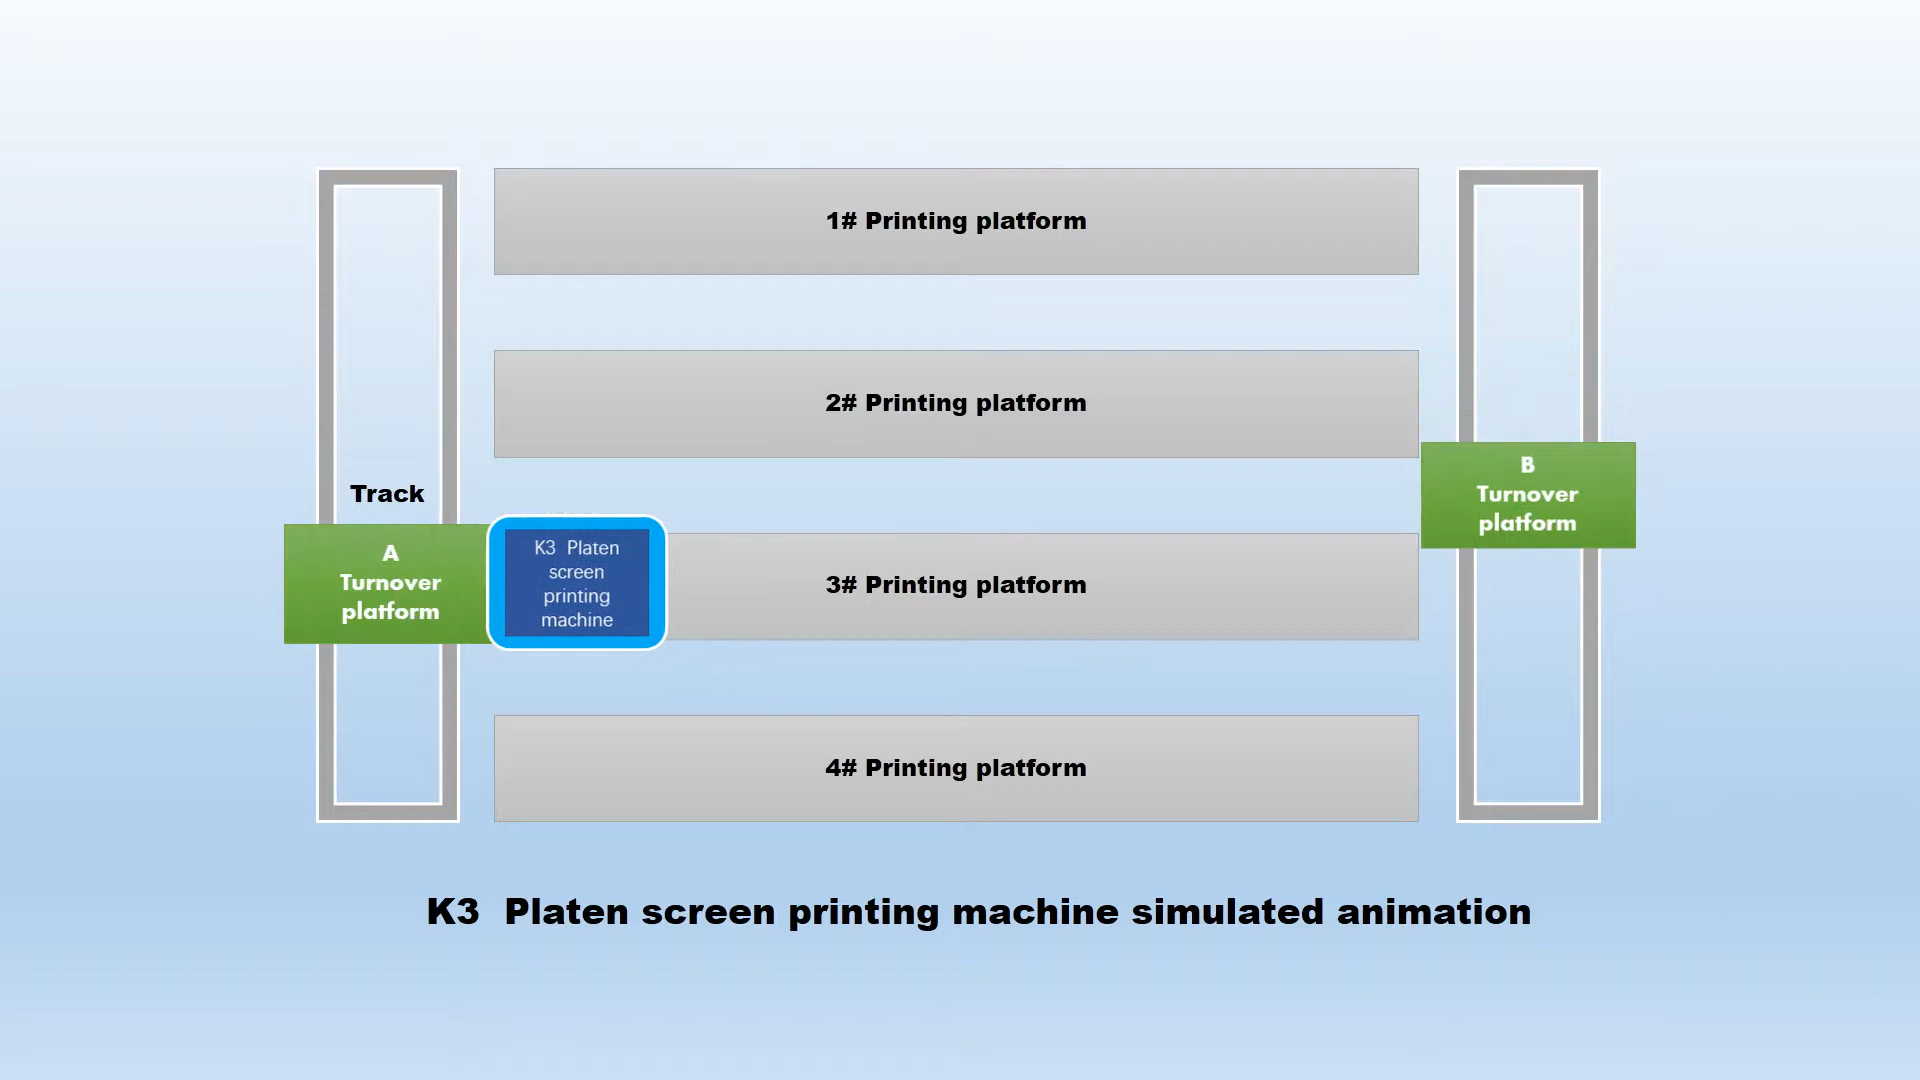 1# Printing platform
2# Printing platform
Track
B
Turnover
platform
A
Turnover
platform
K3  Platen
screen
printing
machine
3# Printing platform
4# Printing platform
K3  Platen screen printing machine simulated animation